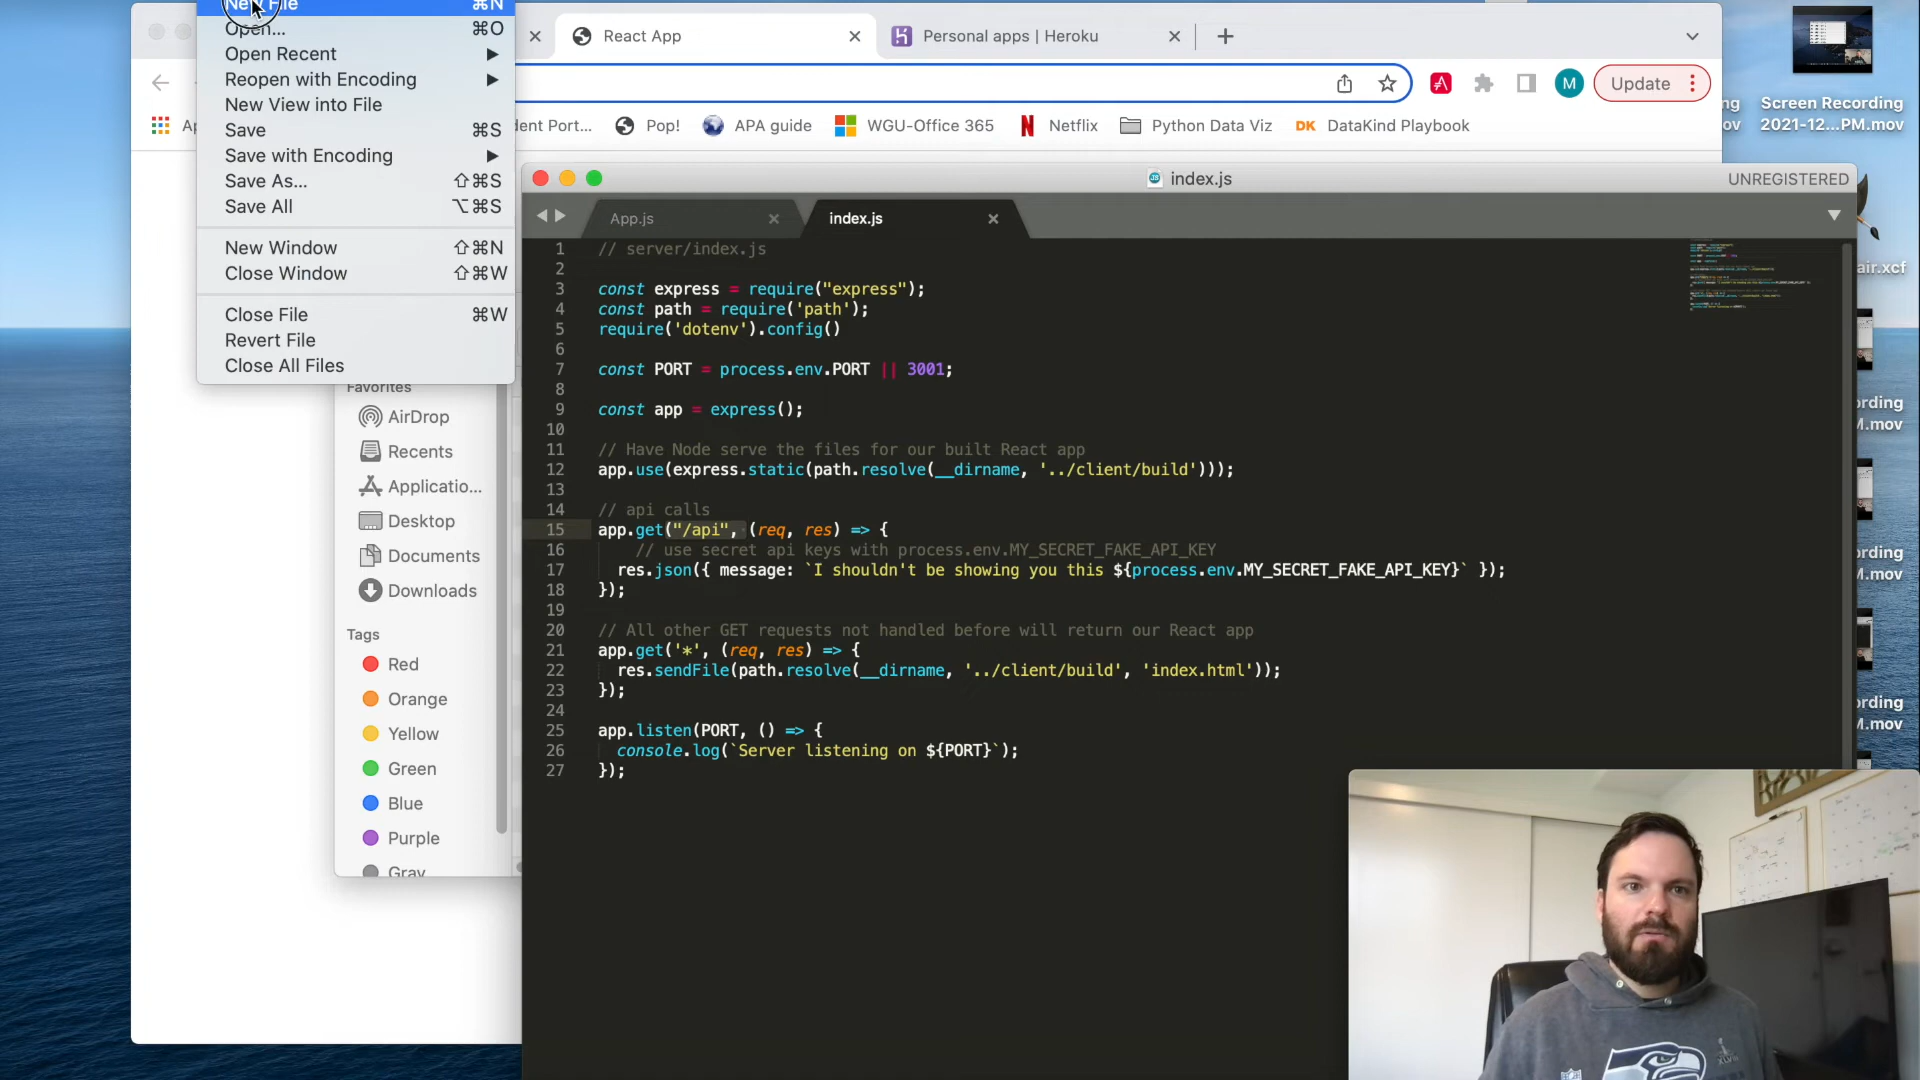 New File ⌘N
Open... ⌘O
Open Recent
Reopen with Encoding
New View into File
Save ⌘S
Save with Encoding
Save As... ⇧⌘S
Save All ⌥⌘S
New Window ⇧⌘N
Close Window ⇧⌘W
Close File ⌘W
Revert File
Close All Files
React App
Personal apps | Heroku
M
Update
dent Port...
Pop!
APA guide
WGU-Office 365
Netflix
Python Data Viz
DK DataKind Playbook
Screen Recording
2021-12...PM.mov
index.js
UNREGISTERED
App.js
index.js
Favorites
AirDrop
Recents
Applicatio...
Desktop
Documents
Downloads
Tags
Red
Orange
Yellow
Green
Blue
Purple
Gray
1 // server/index.js
2
3 const express = require("express");
4 const path = require('path');
5 require('dotenv').config()
6
7 const PORT = process.env.PORT || 3001;
8
9 const app = express();
10
11 // Have Node serve the files for our built React app
12 app.use(express.static(path.resolve(__dirname, '../client/build')));
13
14 // api calls
15 app.get("/api", (req, res) => {
16 // use secret api keys with process.env.MY_SECRET_FAKE_API_KEY
17 res.json({ message: `I shouldn't be showing you this ${process.env.MY_SECRET_FAKE_API_KEY}` });
18 });
19
20 // All other GET requests not handled before will return our React app
21 app.get('*', (req, res) => {
22 res.sendFile(path.resolve(__dirname, '../client/build', 'index.html'));
23 });
24
25 app.listen(PORT, () => {
26 console.log(`Server listening on ${PORT}`);
27 });